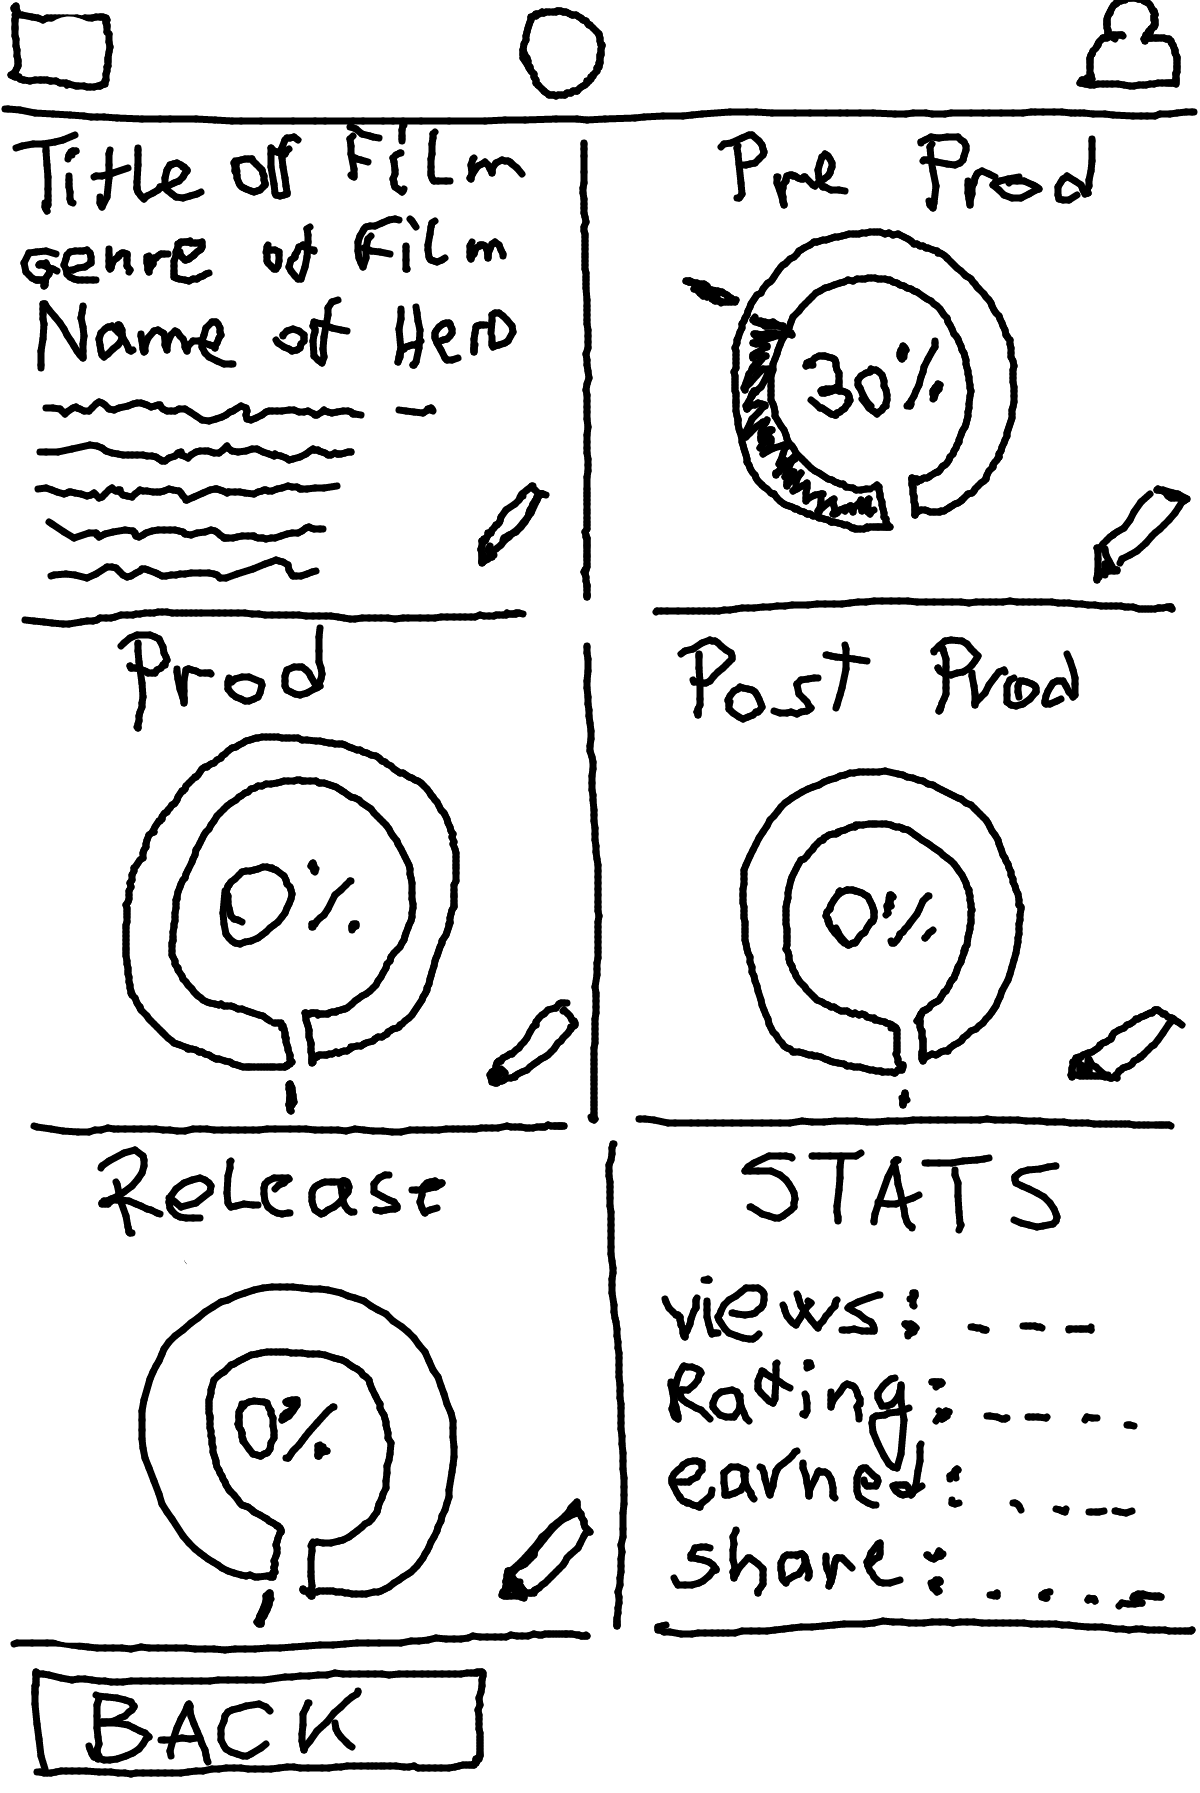 Title of Film
genre of Film
Name of Hero
Pre Prod
30%
Prod
0%
Post Prod
0%
Release
0%
STATS
views:
Rating:
earned:
share:
BACK